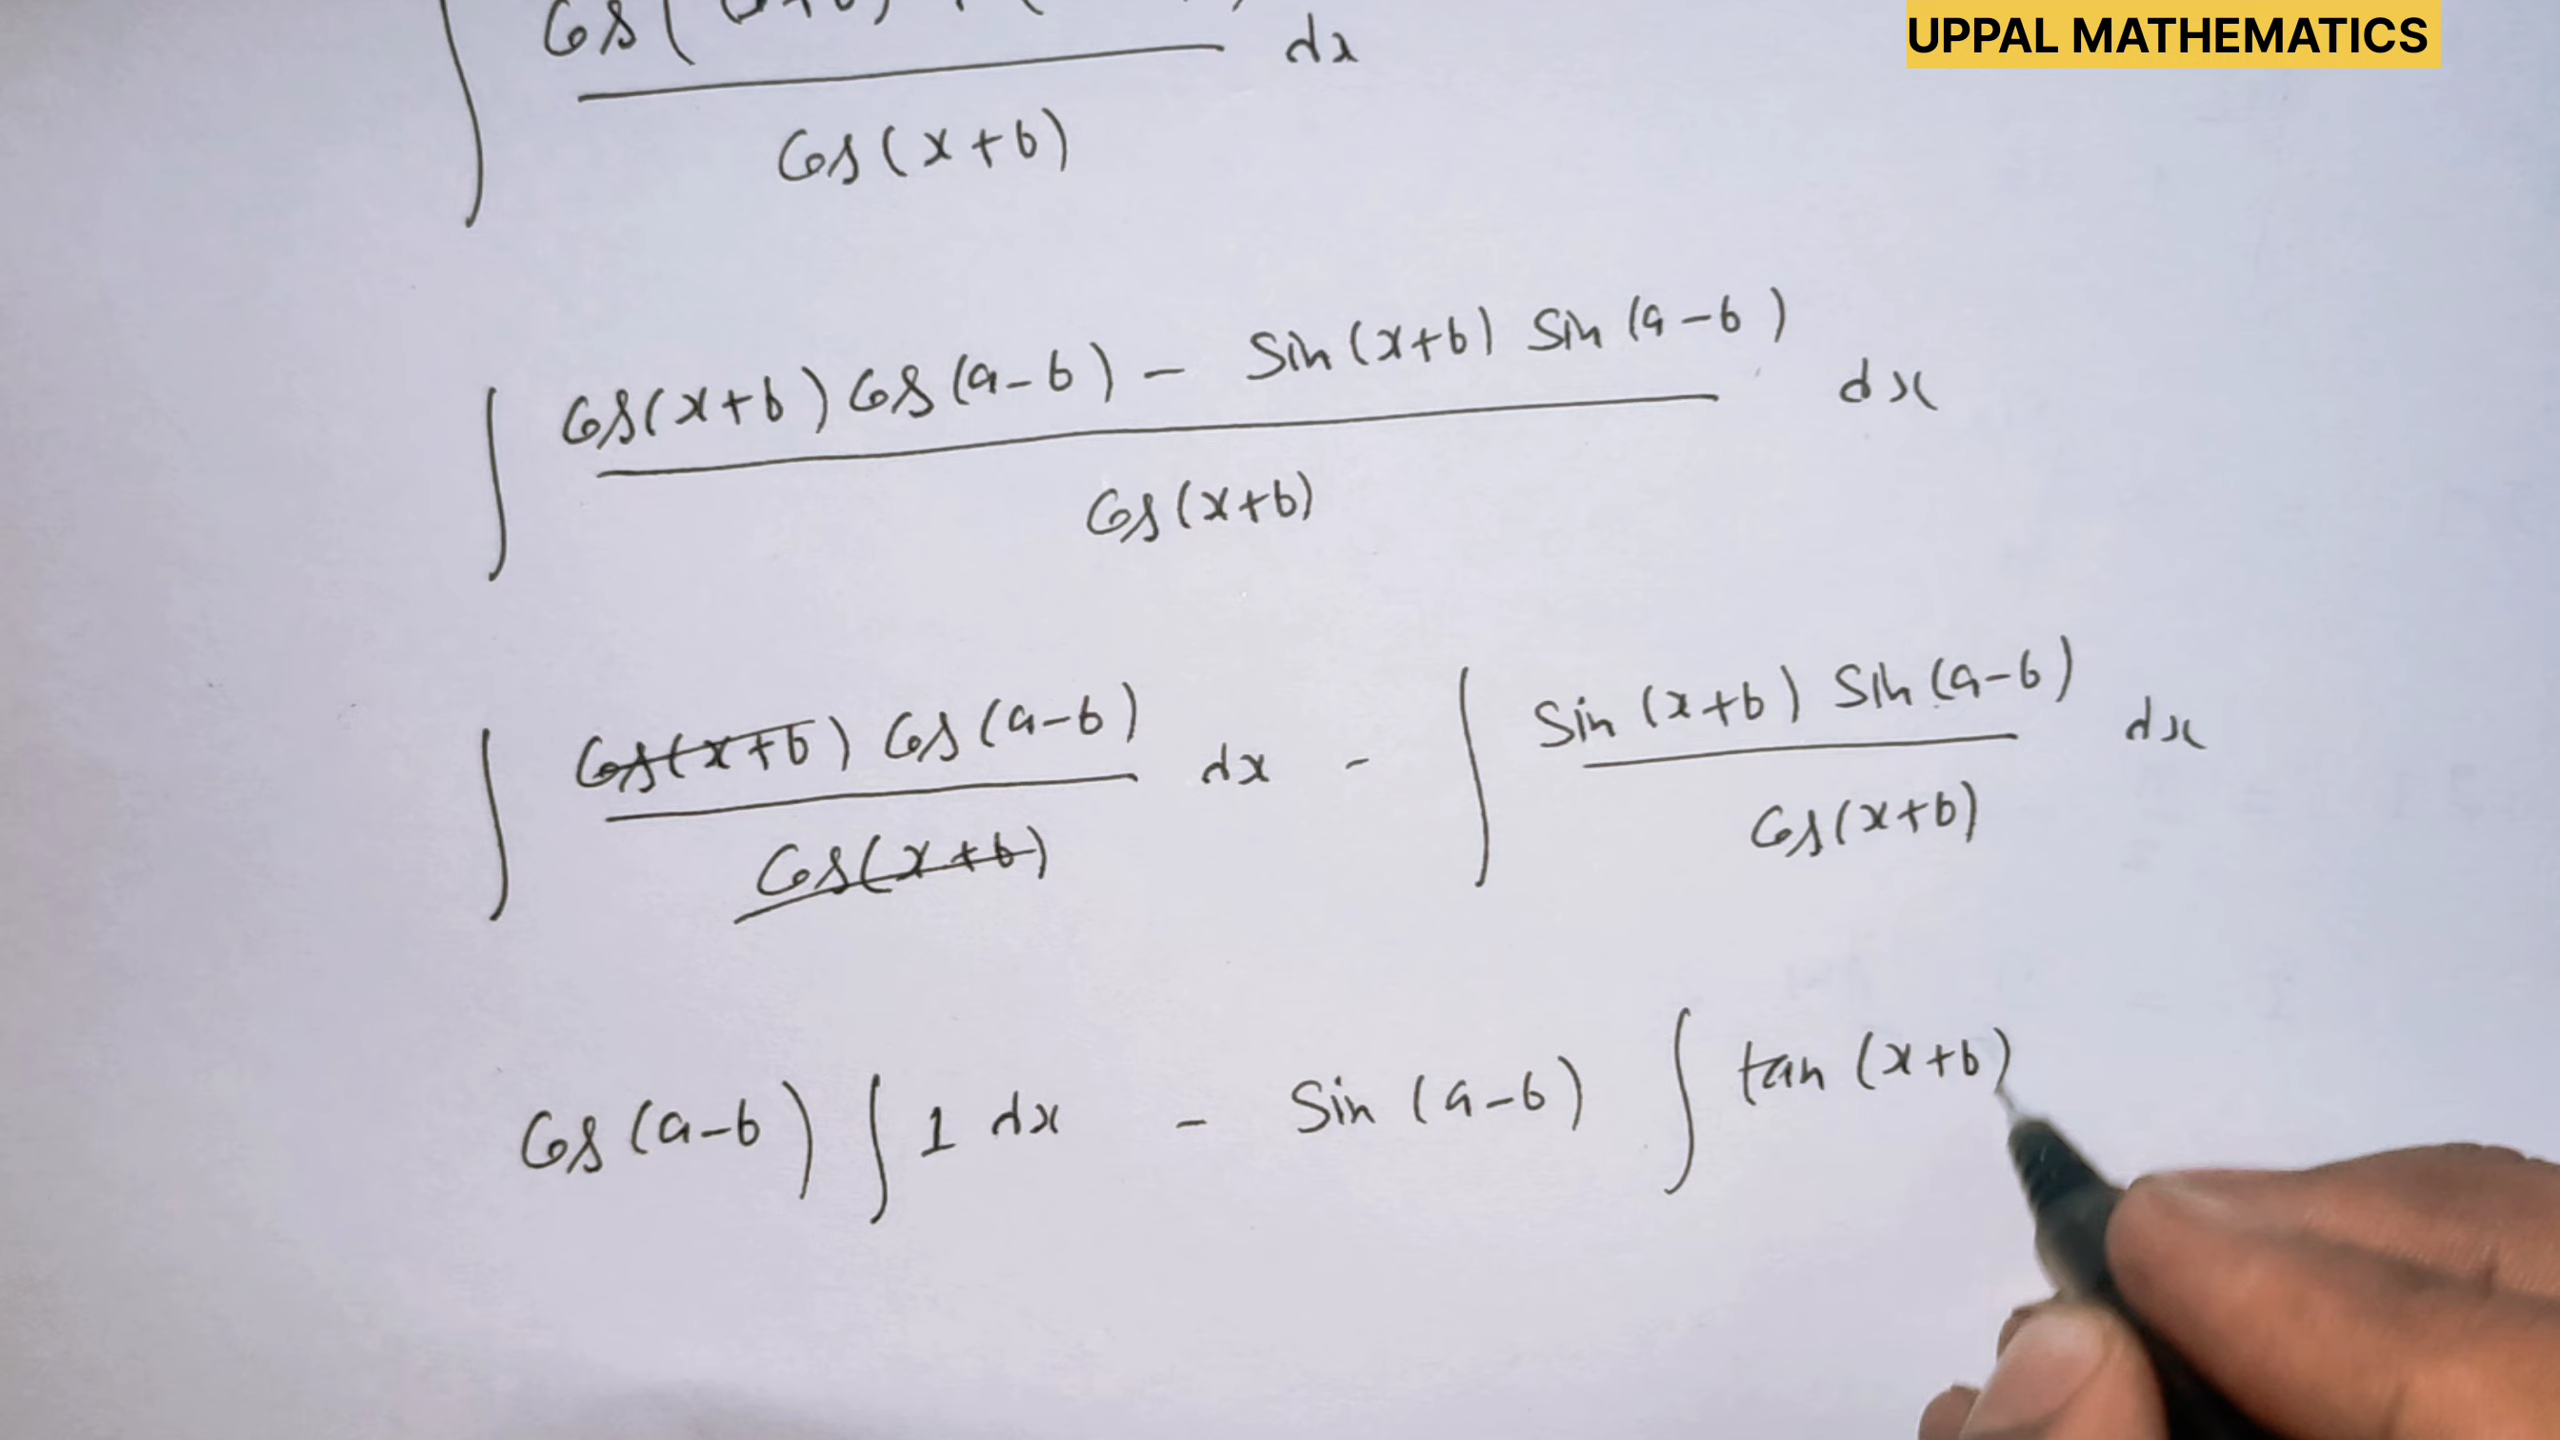 UPPAL MATHEMATICS
∫ Cos( dx
Cos(x+b)
∫ Cos(x+b) Cos(a-b) - Sin(x+b) Sin(a-b) dx
Cos(x+b)
∫ Cos(x+b) Cos(a-b) dx - ∫ Sin(x+b) Sin(a-b) dx
Cos(x+b) Cos(x+b)
Cos(a-b) ∫ 1 dx - Sin(a-b) ∫ tan(x+b)